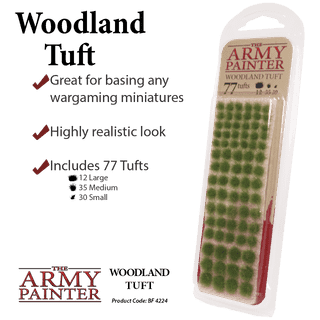 Woodland
Tuft
Great for basing any
wargaming miniatures
Highly realistic look
Includes 77 Tufts
12 Large
35 Medium
30 Small
THE
ARMY
PAINTER
WOODLAND TUFT
77 tufts
THE
ARMY
PAINTER
WOODLAND
TUFT
Product Code: BF 4224